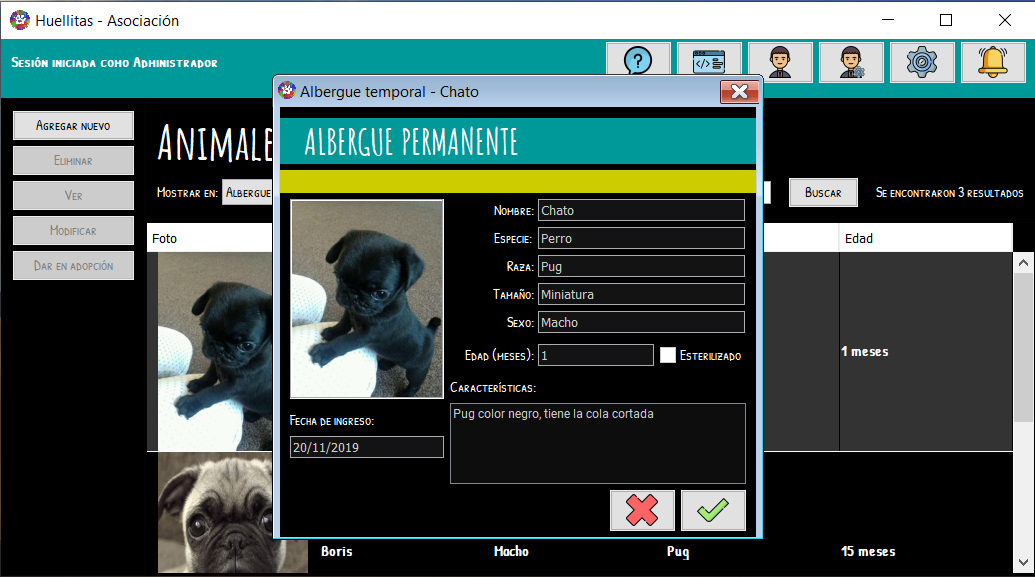 Huellitas - Asociación
Sesión iniciada como Administrador
Albergue temporal - Chato
Agregar nuevo
Eliminar
Ver
Modificar
Dar en adopción
Animale
Mostrar en: Albergue
Buscar
Se encontraron 3 resultados
Foto
Edad
1 meses
Boris
Macho
Pug
15 meses
ALBERGUE PERMANENTE
Nombre: Chato
Especie: Perro
Raza: Pug
Tamaño: Miniatura
Sexo: Macho
Edad (meses): 1
Esterilizado
Características:
Pug color negro, tiene la cola cortada
Fecha de ingreso:
20/11/2019